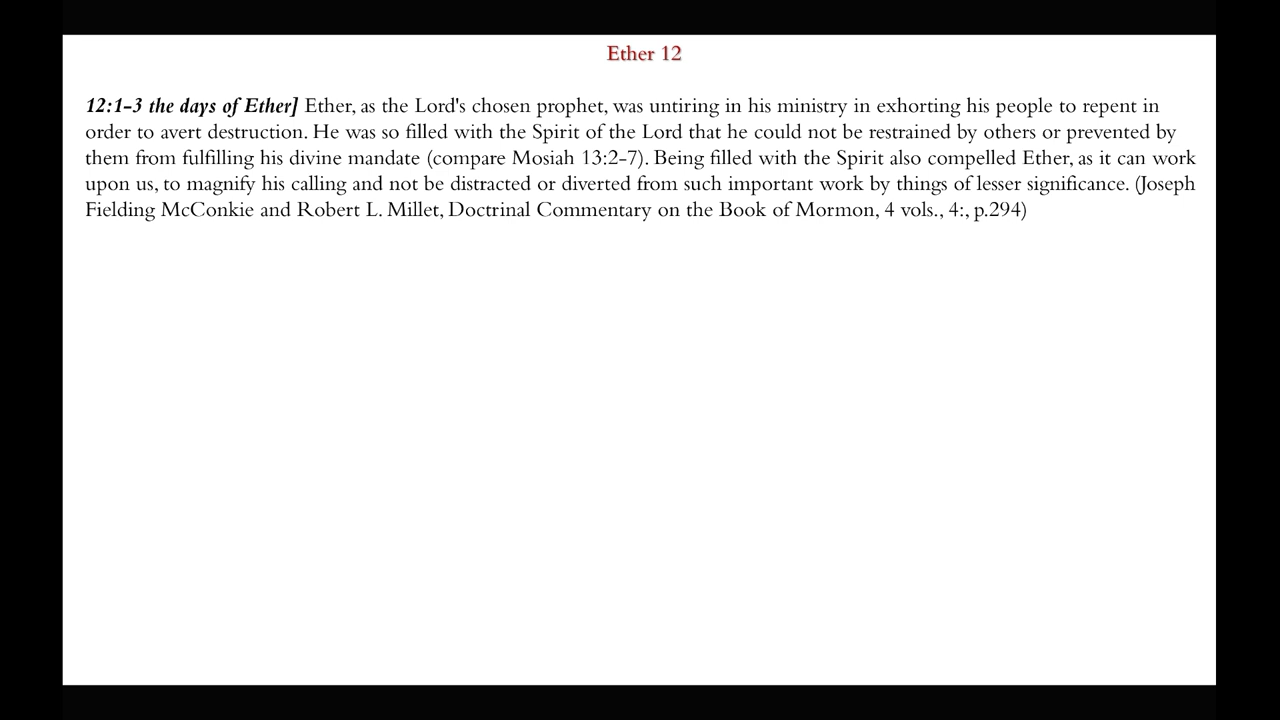 Ether 12
12:1-3 the days of Ether] Ether, as the Lord's chosen prophet, was untiring in his ministry in exhorting his people to repent in
order to avert destruction. He was so filled with the Spirit of the Lord that he could not be restrained by others or prevented by
them from fulfilling his divine mandate (compare Mosiah 13:2-7). Being filled with the Spirit also compelled Ether, as it can work
upon us, to magnify his calling and not be distracted or diverted from such important work by things of lesser significance. (Joseph
Fielding McConkie and Robert L. Millet, Doctrinal Commentary on the Book of Mormon, 4 vols., 4:, p.294)